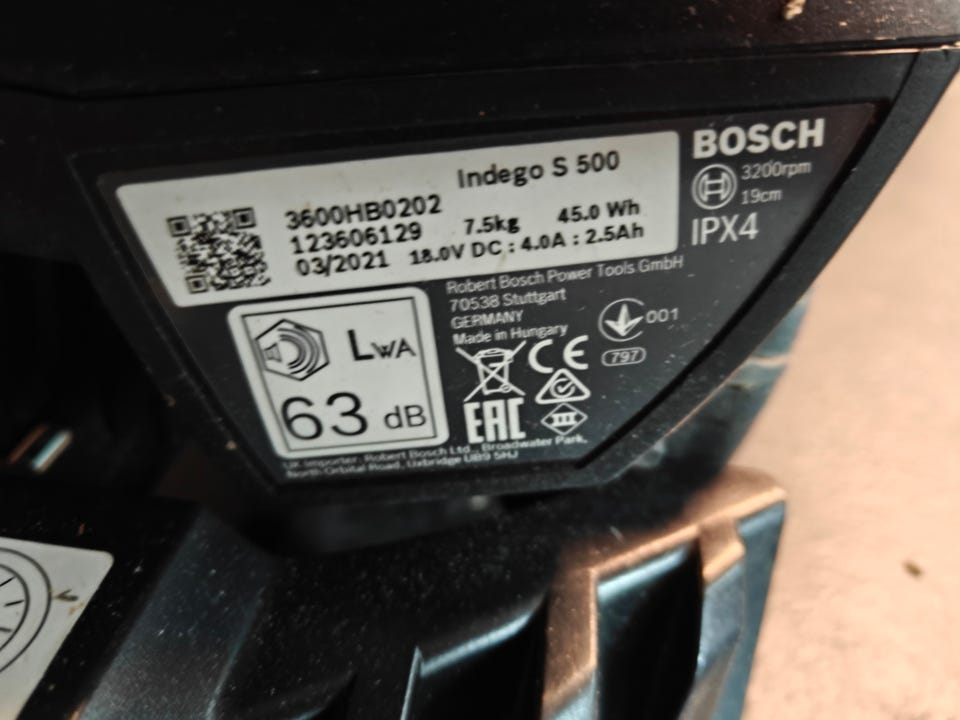 BOSCH
3200rpm
19cm
IPX4
Indego S 500
3600HB0202
123606129 7.5kg 45.0 Wh
03/2021 18.0V DC : 4.0A : 2.5Ah
Robert Bosch Power Tools GmbH
70538 Stuttgart
GERMANY
Made in Hungary
001
797
CE
EAC
III
LWA
63 dB
UK Importer. Robert Bosch Ltd., Broadwater Park,
North Orbital Road, Uxbridge UB9 5HJ